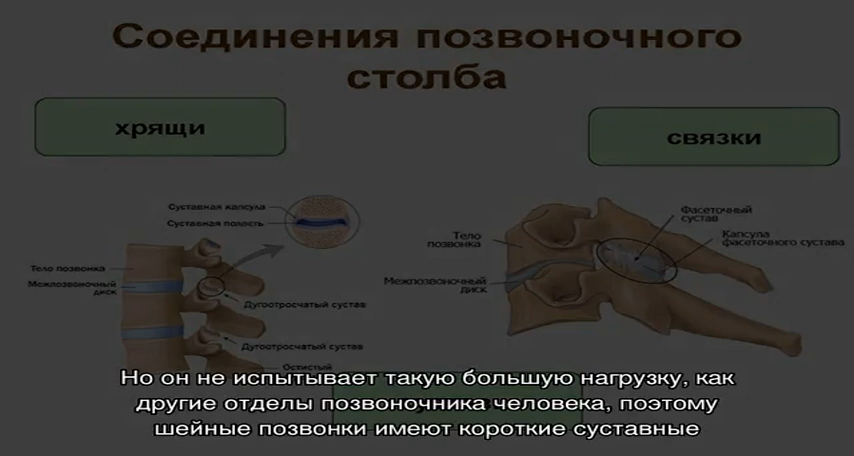 Соединения позвоночного
столба
хрящи
связки
Суставная капсула
Суставная полость
Тело позвонка
Межпозвоночный
диск
Дугоотросчатый сустав
Дугоотросчатый сустав
Остистый
Фасеточный
сустав
Капсула
фасеточного сустава
Тело
позвонка
Межпозвоночный
диск
Но он не испытывает такую большую нагрузку, как
другие отделы позвоночника человека, поэтому
шейные позвонки имеют короткие суставные